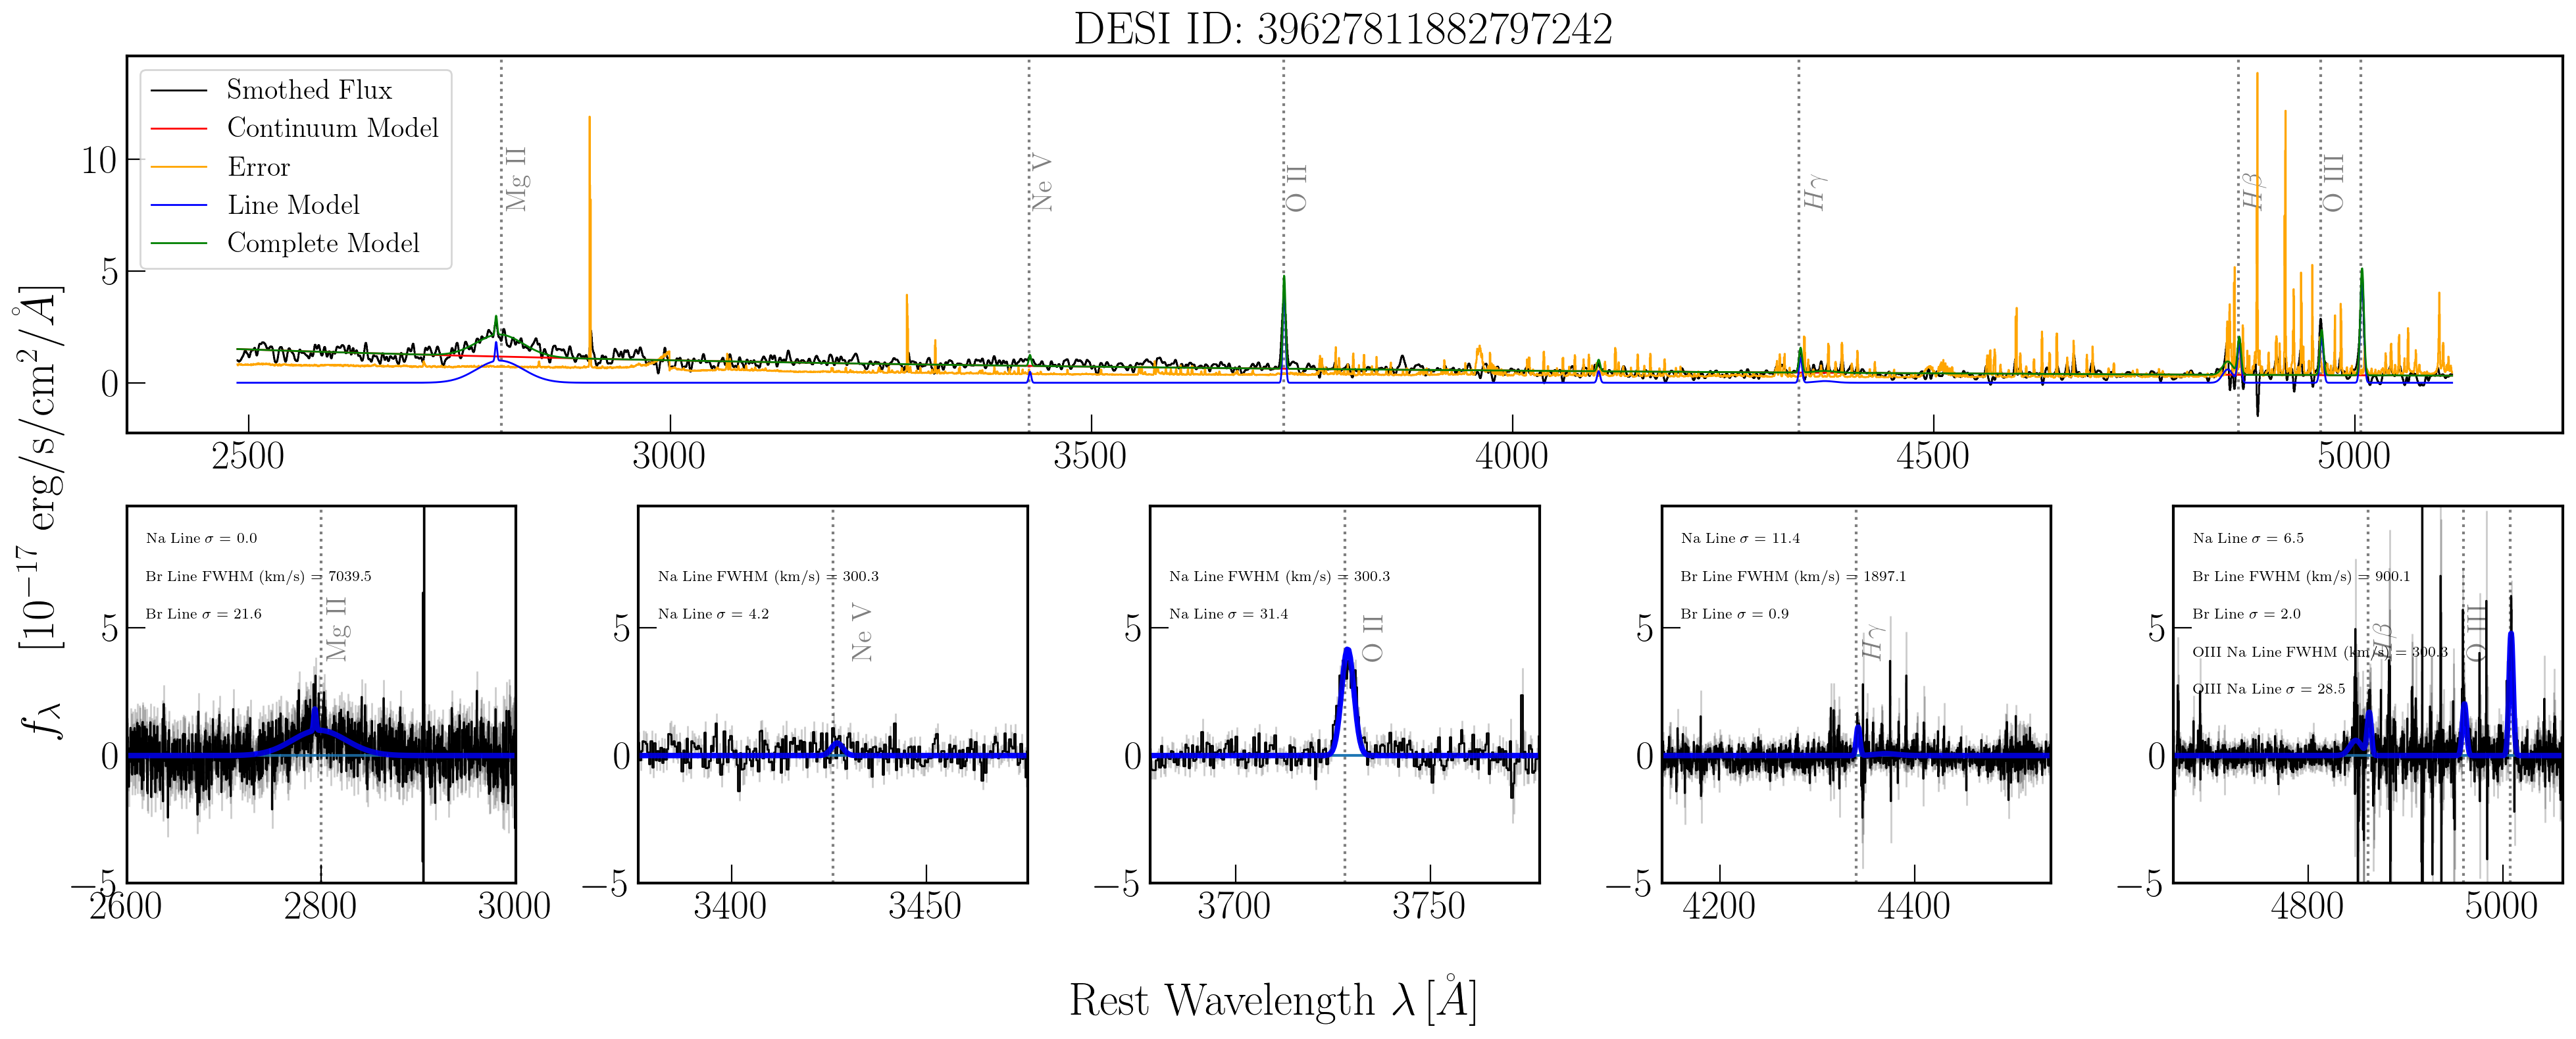 DESI ID: 39627811882797242
Smothed Flux
Continuum Model
Error
Line Model
Complete Model
Mg II
Ne V
O II
Hγ
Hβ
O III
10
5
0
2500 3000 3500 4000 4500 5000
f_λ [10^{-17} erg/s/cm^2/Å]
Na Line σ = 0.0
Br Line FWHM (km/s) = 7039.5
Br Line σ = 21.6
Mg II
5
0
−5
2600 2800 3000
Na Line FWHM (km/s) = 300.3
Na Line σ = 4.2
Ne V
5
0
−5
3400 3450
Na Line FWHM (km/s) = 300.3
Na Line σ = 31.4
O II
5
0
−5
3700 3750
Na Line σ = 11.4
Br Line FWHM (km/s) = 1897.1
Br Line σ = 0.9
Hγ
5
0
−5
4200 4400
Na Line σ = 6.5
Br Line FWHM (km/s) = 900.1
Br Line σ = 2.0
OIII Na Line FWHM (km/s) = 300.3
OIII Na Line σ = 28.5
Hβ
O III
5
0
−5
4800 5000
Rest Wavelength λ [Å]